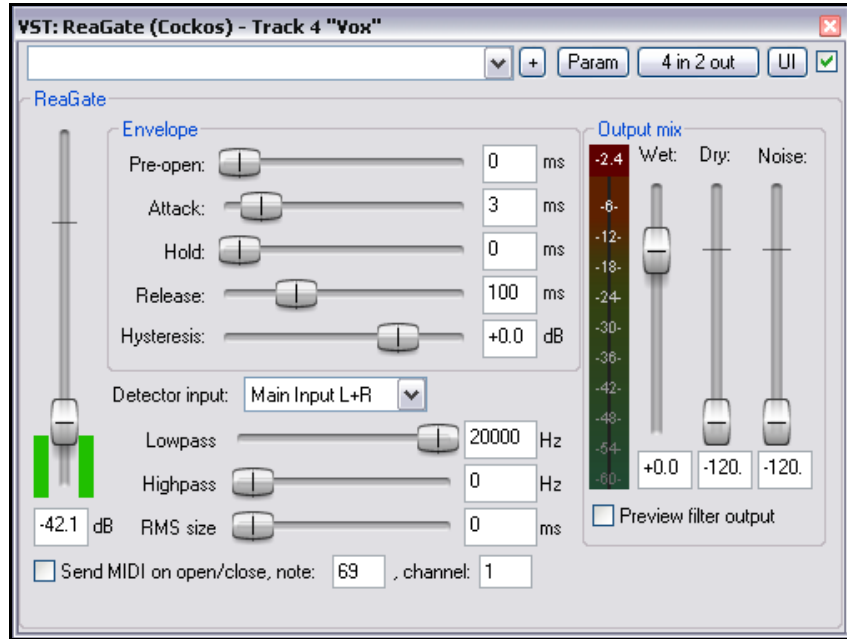 VST: ReaGate (Cockos) - Track 4 "Vox"
+ Param 4 in 2 out UI
ReaGate
Envelope
Pre-open: 0 ms
Attack: 3 ms
Hold: 0 ms
Release: 100 ms
Hysteresis: +0.0 dB
Detector input: Main Input L+R
Lowpass 20000 Hz
Highpass 0 Hz
-42.1 dB RMS size 0 ms
Send MIDI on open/close, note: 69 , channel: 1
Output mix
-2.4 Wet: Dry: Noise:
-6-
-12-
-18-
-24-
-30-
-36-
-42-
-48-
-54-
-60-
+0.0 -120. -120.
Preview filter output